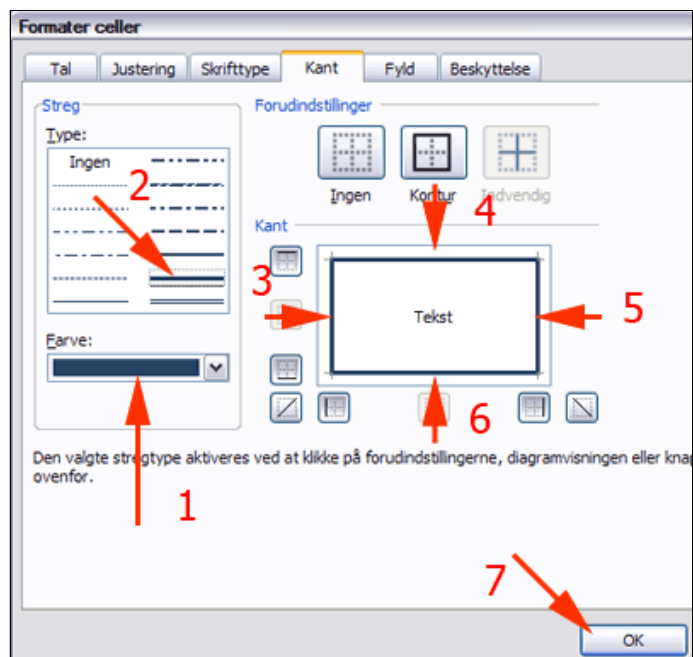 Formater celler
Tal Justering Skrifttype Kant Fyld Beskyttelse
Streg
Type:
Ingen
2
Farve:
1
Forudindstillinger
Ingen Kontur Indvendig
4
Kant
3
Tekst
5
6
Den valgte stregtype aktiveres ved at klikke på forudindstillingerne, diagramvisningen eller knap
ovenfor.
7
OK